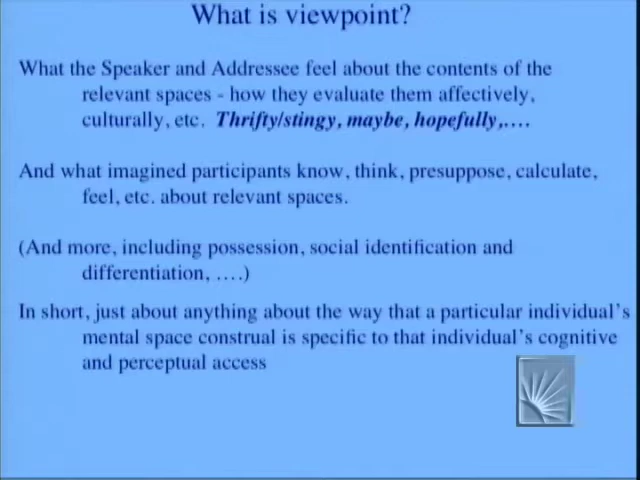 What is viewpoint?
What the Speaker and Addressee feel about the contents of the
relevant spaces - how they evaluate them affectively,
culturally, etc. Thrifty/stingy, maybe, hopefully,….
And what imagined participants know, think, presuppose, calculate,
feel, etc. about relevant spaces.
(And more, including possession, social identification and
differentiation, ….)
In short, just about anything about the way that a particular individual's
mental space construal is specific to that individual's cognitive
and perceptual access